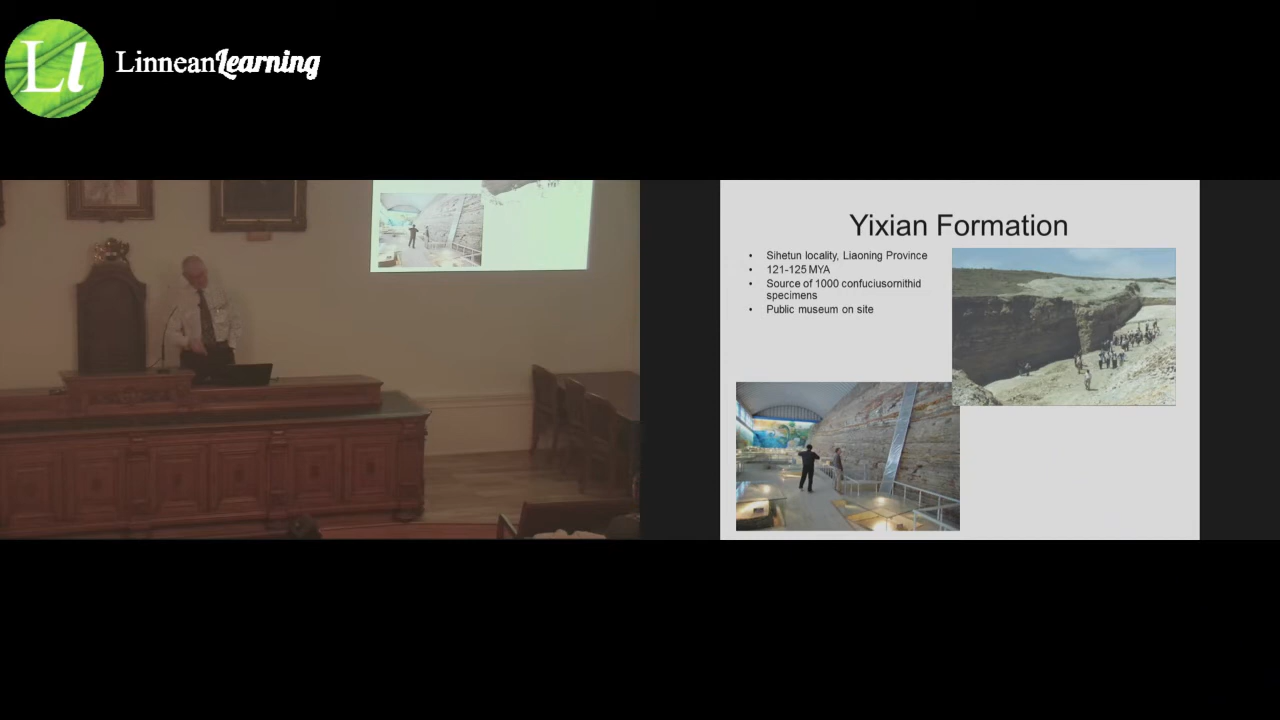 Ll LinneanLearning
Yixian Formation
• Sihetun locality, Liaoning Province
• 121-125 MYA
• Source of 1000 confuciusornithid
specimens
• Public museum on site